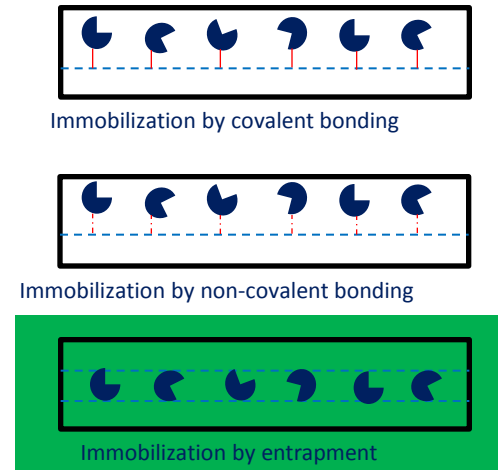 Immobilization by covalent bonding
Immobilization by non-covalent bonding
Immobilization by entrapment